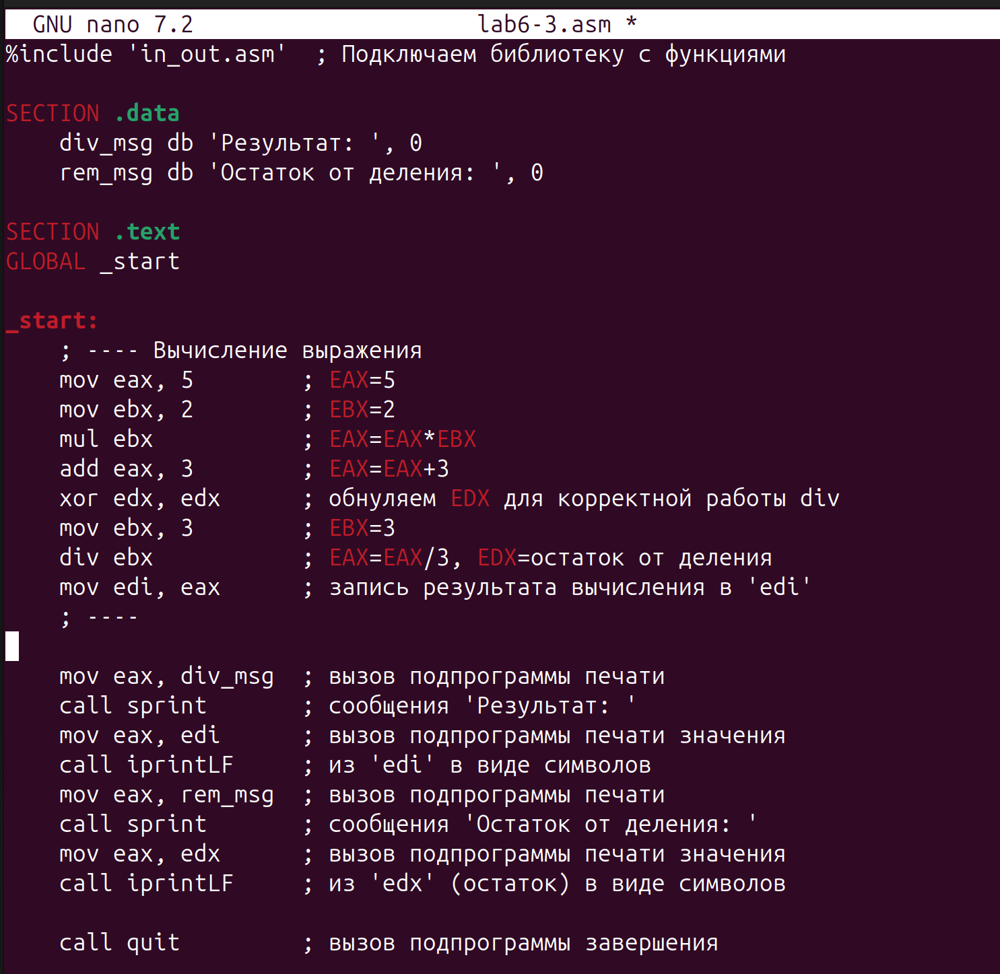 GNU nano 7.2 lab6-3.asm *
%include 'in_out.asm'  ; Подключаем библиотеку с функциями
SECTION .data
    div_msg db 'Результат: ', 0
    rem_msg db 'Остаток от деления: ', 0
SECTION .text
GLOBAL _start
_start:
    ; ---- Вычисление выражения
    mov eax, 5        ; EAX=5
    mov ebx, 2        ; EBX=2
    mul ebx           ; EAX=EAX*EBX
    add eax, 3        ; EAX=EAX+3
    xor edx, edx      ; обнуляем EDX для корректной работы div
    mov ebx, 3        ; EBX=3
    div ebx           ; EAX=EAX/3, EDX=остаток от деления
    mov edi, eax      ; запись результата вычисления в 'edi'
    ; ----
    mov eax, div_msg  ; вызов подпрограммы печати
    call sprint       ; сообщения 'Результат: '
    mov eax, edi      ; вызов подпрограммы печати значения
    call iprintLF     ; из 'edi' в виде символов
    mov eax, rem_msg  ; вызов подпрограммы печати
    call sprint       ; сообщения 'Остаток от деления: '
    mov eax, edx      ; вызов подпрограммы печати значения
    call iprintLF     ; из 'edx' (остаток) в виде символов
    call quit         ; вызов подпрограммы завершения